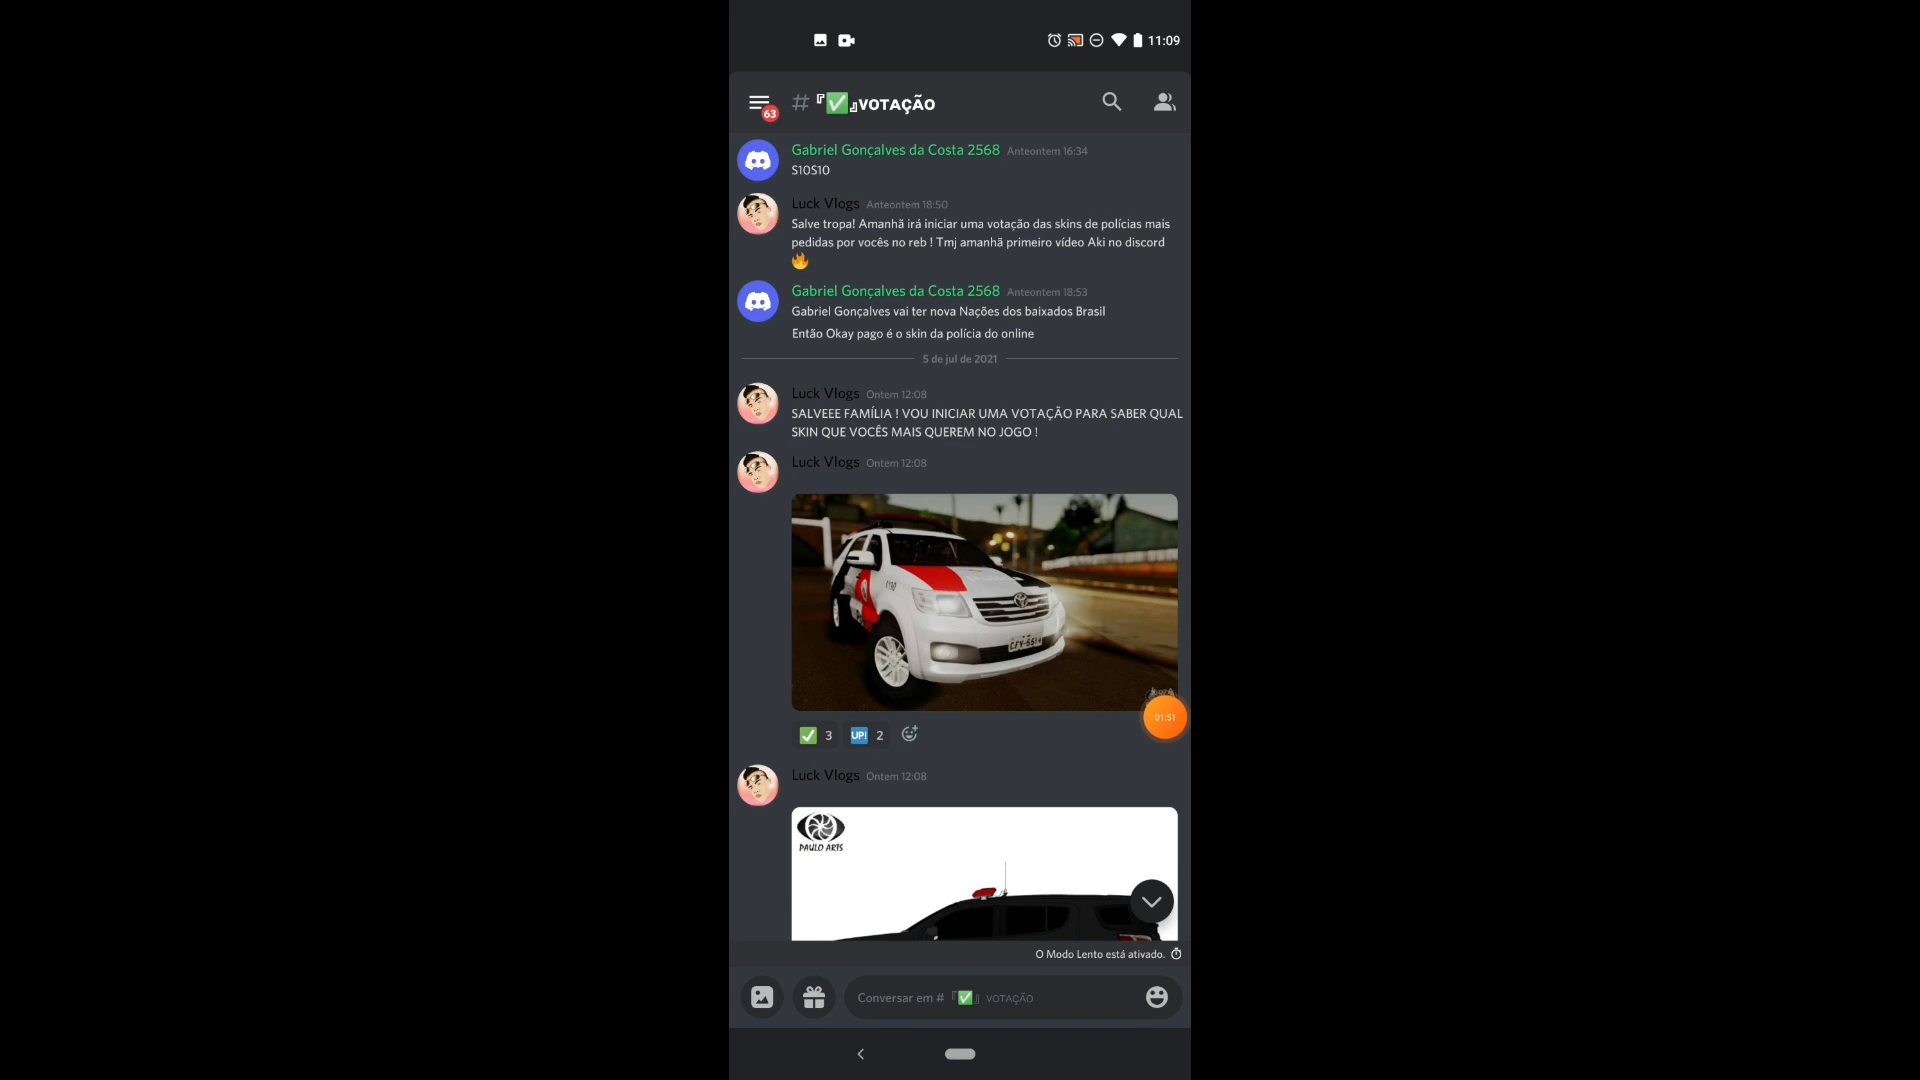 11:09
63
# 『✅』VOTAÇÃO
Gabriel Gonçalves da Costa 2568 Anteontem 16:34
S10S10
Luck Vlogs Anteontem 18:50
Salve tropa! Amanhã irá iniciar uma votação das skins de polícias mais
pedidas por vocês no reb ! Tmj amanhã primeiro vídeo Aki no discord
🔥
Gabriel Gonçalves da Costa 2568 Anteontem 18:53
Gabriel Gonçalves vai ter nova Nações dos baixados Brasil
Então Okay pago é o skin da polícia do online
5 de jul de 2021
Luck Vlogs Ontem 12:08
SALVEEE FAMÍLIA ! VOU INICIAR UMA VOTAÇÃO PARA SABER QUAL
SKIN QUE VOCÊS MAIS QUEREM NO JOGO !
Luck Vlogs Ontem 12:08
01:51
✅ 3 UP! 2
Luck Vlogs Ontem 12:08
PAULO ARTS
O Modo Lento está ativado.
Conversar em # 『✅』 VOTAÇÃO